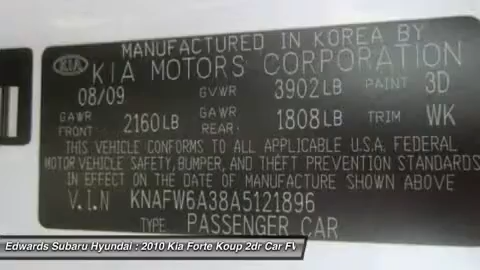 MANUFACTURED IN KOREA BY
KIA KIA MOTORS CORPORATION
08/09 GVWR 3902LB PAINT 3D
GAWR FRONT 2160LB GAWR REAR: 1808LB TRIM WK
THIS VEHICLE CONFORMS TO ALL APPLICABLE U.S.A. FEDERAL
MOTOR VEHICLE SAFETY, BUMPER, AND THEFT PREVENTION STANDARDS
IN EFFECT ON THE DATE OF MANUFACTURE SHOWN ABOVE
V.I.N KNAFW6A38A5121896
TYPE PASSENGER CAR
Edwards Subaru Hyundai : 2010 Kia Forte Koup 2dr Car FW